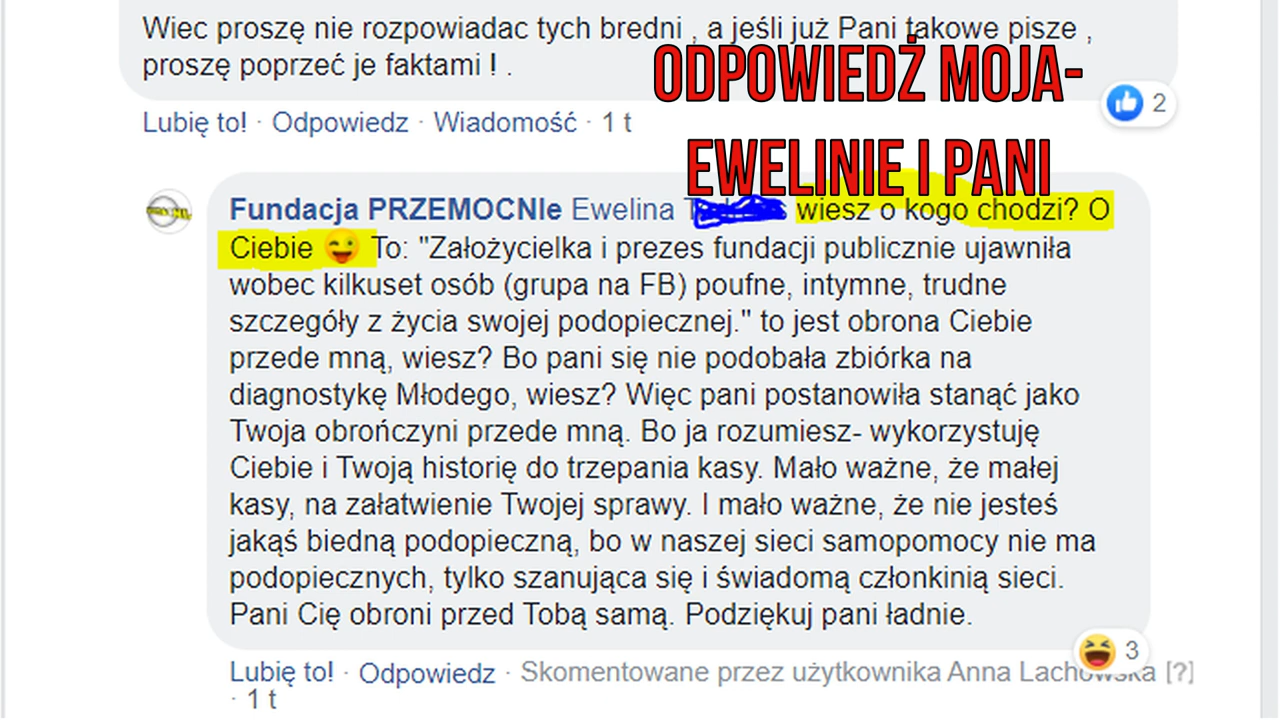 Wiec proszę nie rozpowiadac tych bredni , a jeśli już Pani takowe pisze ,
proszę poprzeć je faktami ! .
ODPOWIEDŹ MOJA-
EWELINIE I PANI
2
Lubię to! · Odpowiedz · Wiadomość · 1 t
Fundacja PRZEMOCNIe Ewelina wiesz o kogo chodzi? O
Ciebie 😜 To: "Założycielka i prezes fundacji publicznie ujawniła
wobec kilkuset osób (grupa na FB) poufne, intymne, trudne
szczegóły z życia swojej podopiecznej." to jest obrona Ciebie
przede mną, wiesz? Bo pani się nie podobała zbiórka na
diagnostykę Młodego, wiesz? Więc pani postanowiła stanąć jako
Twoja obrończyni przede mną. Bo ja rozumiesz- wykorzystuję
Ciebie i Twoją historię do trzepania kasy. Mało ważne, że małej
kasy, na załatwienie Twojej sprawy. I mało ważne, że nie jesteś
jakąś biedną podopieczną, bo w naszej sieci samopomocy nie ma
podopiecznych, tylko szanująca się i świadomą członkinią sieci.
Pani Cię obroni przed Tobą samą. Podziękuj pani ładnie.
3
Lubię to! · Odpowiedz · Skomentowane przez użytkownika Anna Lachowska [?]
· 1 t